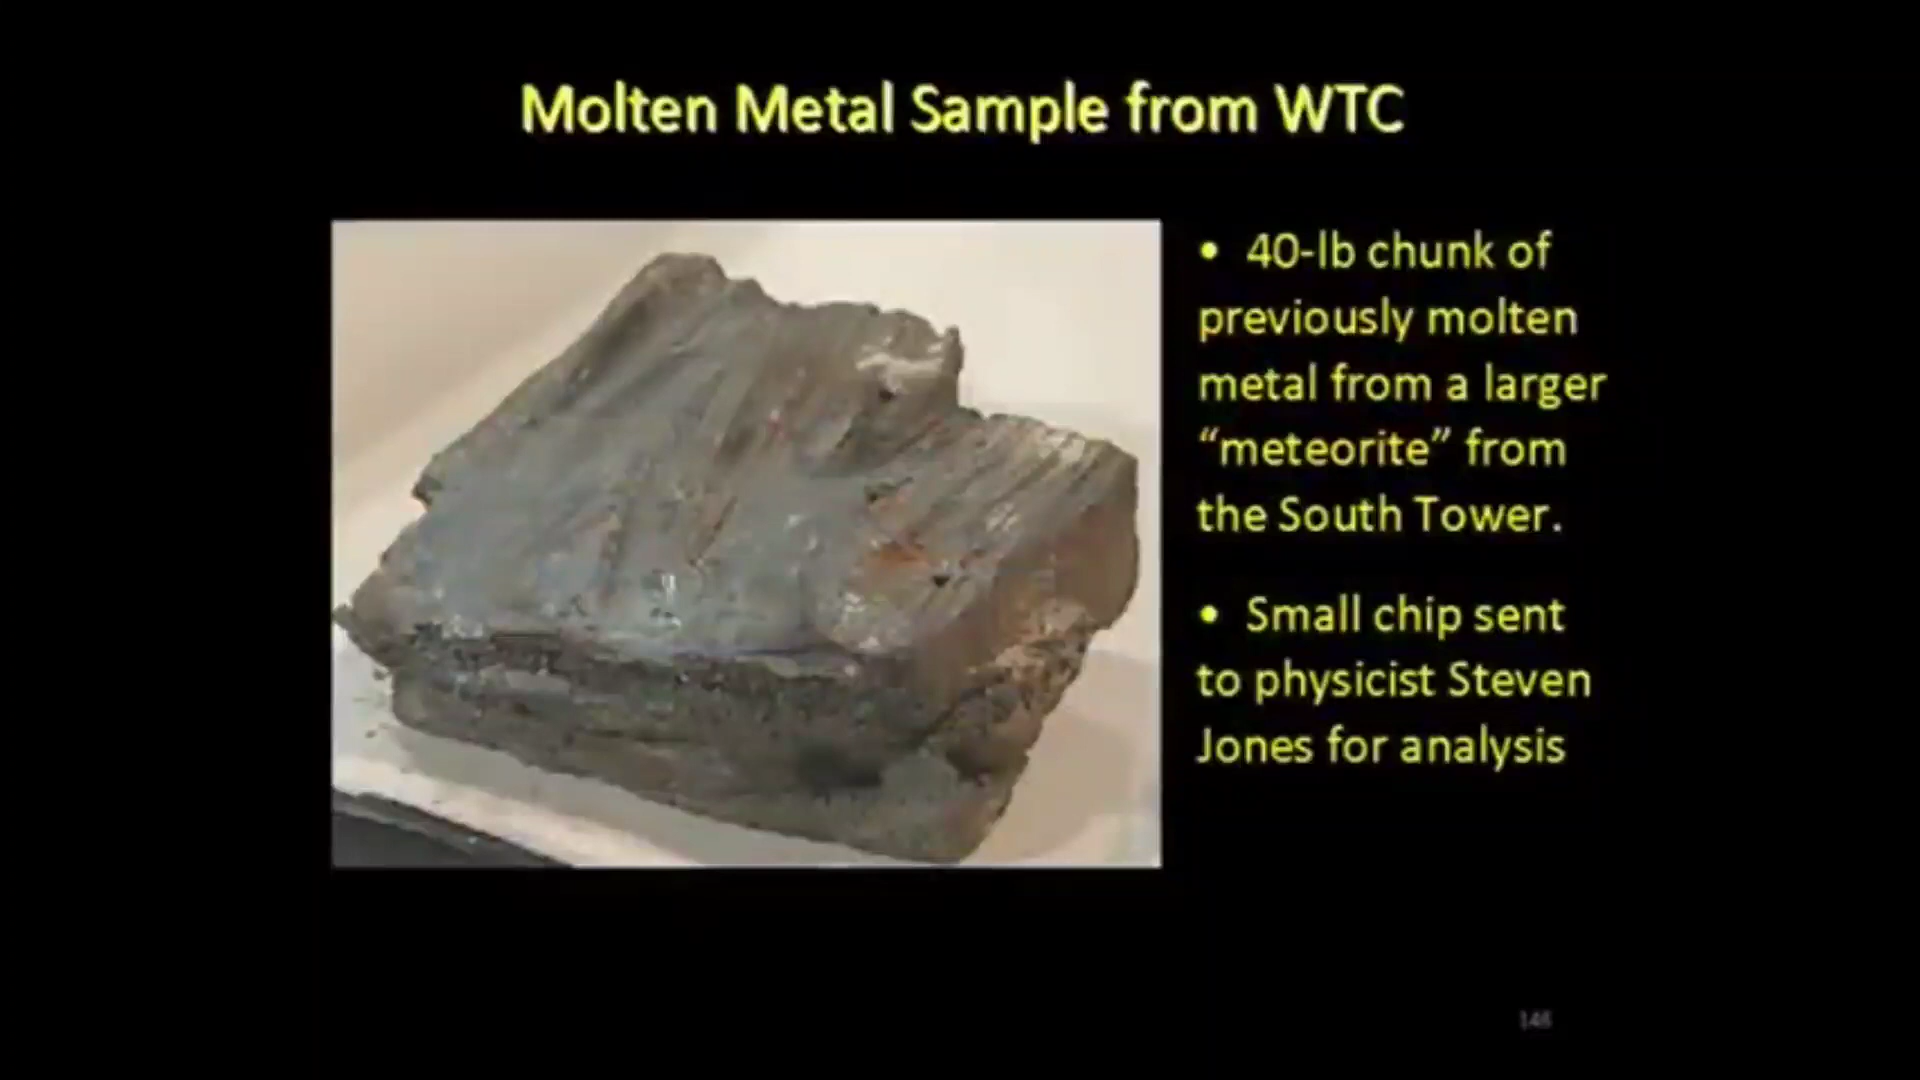 Molten Metal Sample from WTC
• 40-lb chunk of
previously molten
metal from a larger
“meteorite” from
the South Tower.
• Small chip sent
to physicist Steven
Jones for analysis